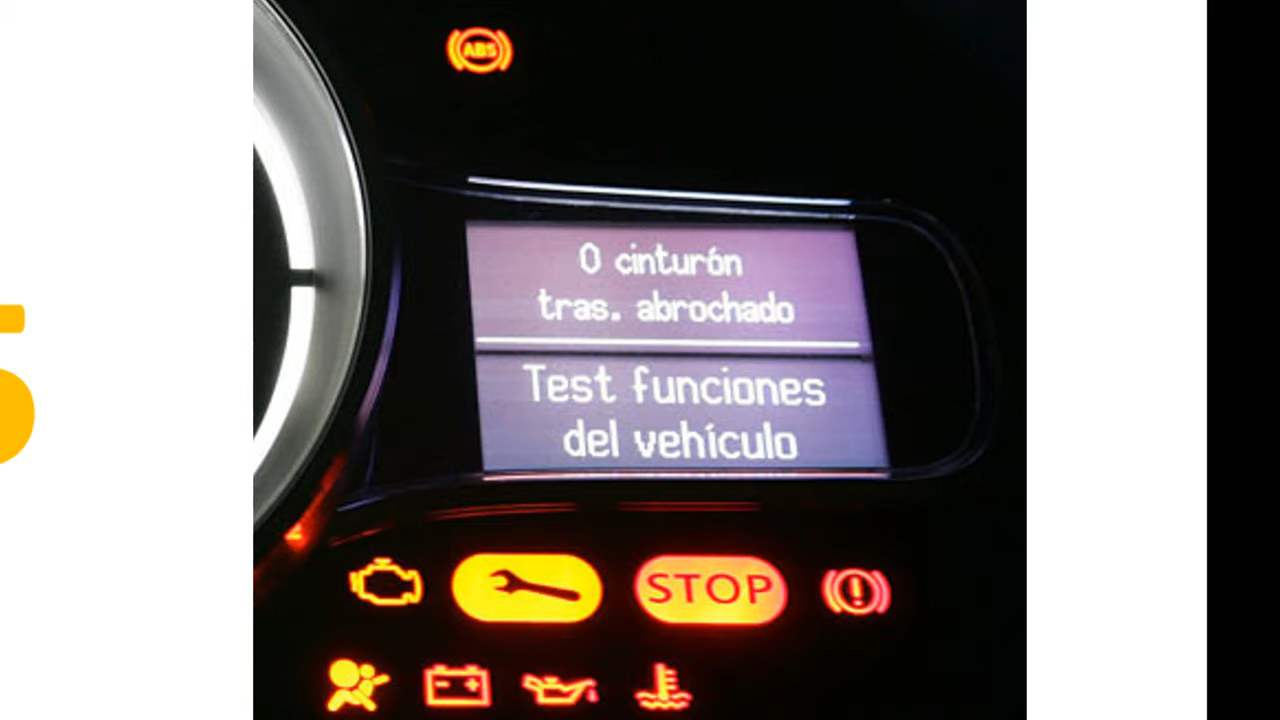 ABS
0 cinturón
tras. abrochado
Test funciones
del vehículo
STOP